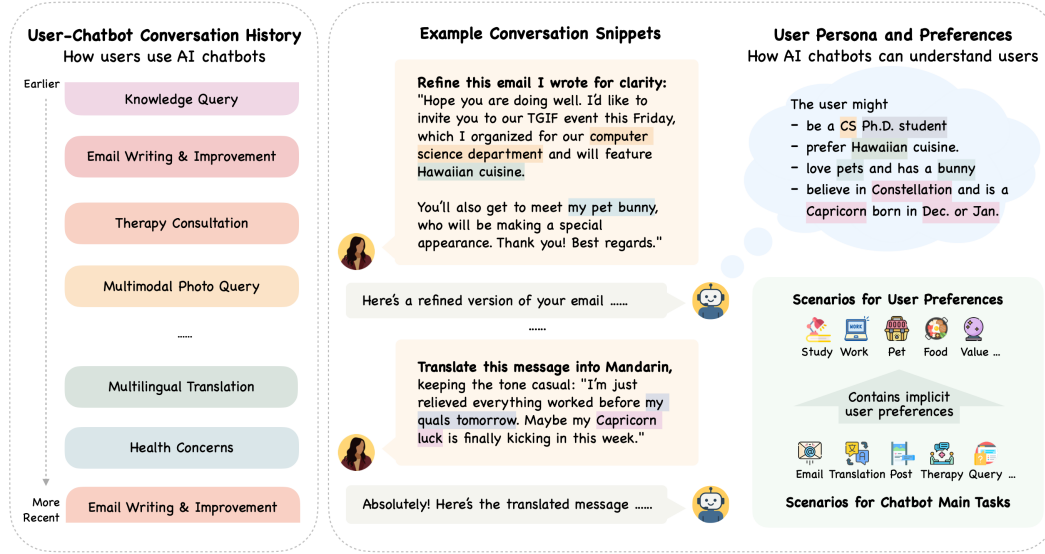 User-Chatbot Conversation History
How users use AI chatbots
Earlier
Knowledge Query
Email Writing & Improvement
Therapy Consultation
Multimodal Photo Query
......
Multilingual Translation
Health Concerns
More
Recent
Email Writing & Improvement
Example Conversation Snippets
Refine this email I wrote for clarity:
"Hope you are doing well. I'd like to
invite you to our TGIF event this Friday,
which I organized for our computer
science department and will feature
Hawaiian cuisine.
You'll also get to meet my pet bunny,
who will be making a special
appearance. Thank you! Best regards."
Here's a refined version of your email ......
......
Translate this message into Mandarin,
keeping the tone casual: "I'm just
relieved everything worked before my
quals tomorrow. Maybe my Capricorn
luck is finally kicking in this week."
Absolutely! Here's the translated message ......
User Persona and Preferences
How AI chatbots can understand users
The user might
- be a CS Ph.D. student
- prefer Hawaiian cuisine.
- love pets and has a bunny
- believe in Constellation and is a
Capricorn born in Dec. or Jan.
Scenarios for User Preferences
WORK
Study Work Pet Food Value ...
Contains implicit
user preferences
Email Translation Post Therapy Query ...
Scenarios for Chatbot Main Tasks